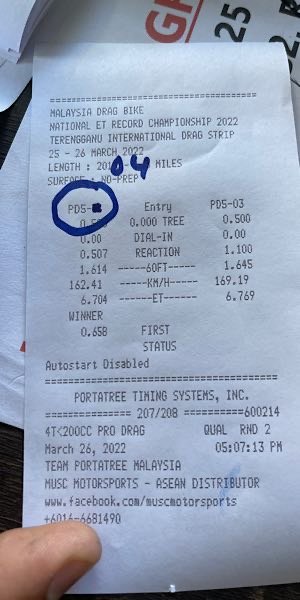 GP
25
MALAYSIA DRAG BIKE
NATIONAL ET RECORD CHAMPIONSHIP 2022
TERENGGANU INTERNATIONAL DRAG STRIP
25 - 26 MARCH 2022
LENGTH : 201 MILES
04
SURFACE : NO-PREP
PD5- Entry PD5-03
0.000 TREE 0.500
0.00 DIAL-IN 0.00
0.507 REACTION 1.100
1.614 -----60FT----- 1.645
162.41 -----KM/H----- 169.19
6.704 ------ET------ 6.769
WINNER
0.658 FIRST
STATUS
Autostart Disabled
PORTATREE TIMING SYSTEMS, INC.
=============== 207/208 ==========600214
4T<200CC PRO DRAG QUAL RND 2
March 26, 2022 05:07:13 PM
TEAM PORTATREE MALAYSIA
MUSC MOTORSPORTS - ASEAN DISTRIBUTOR
www.facebook.com/muscmotorsports
+6016-6681490